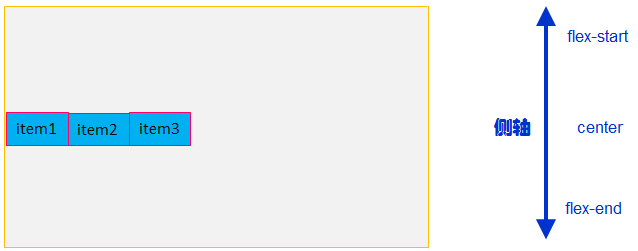 flex-start
item1 item2 item3
侧轴
center
flex-end